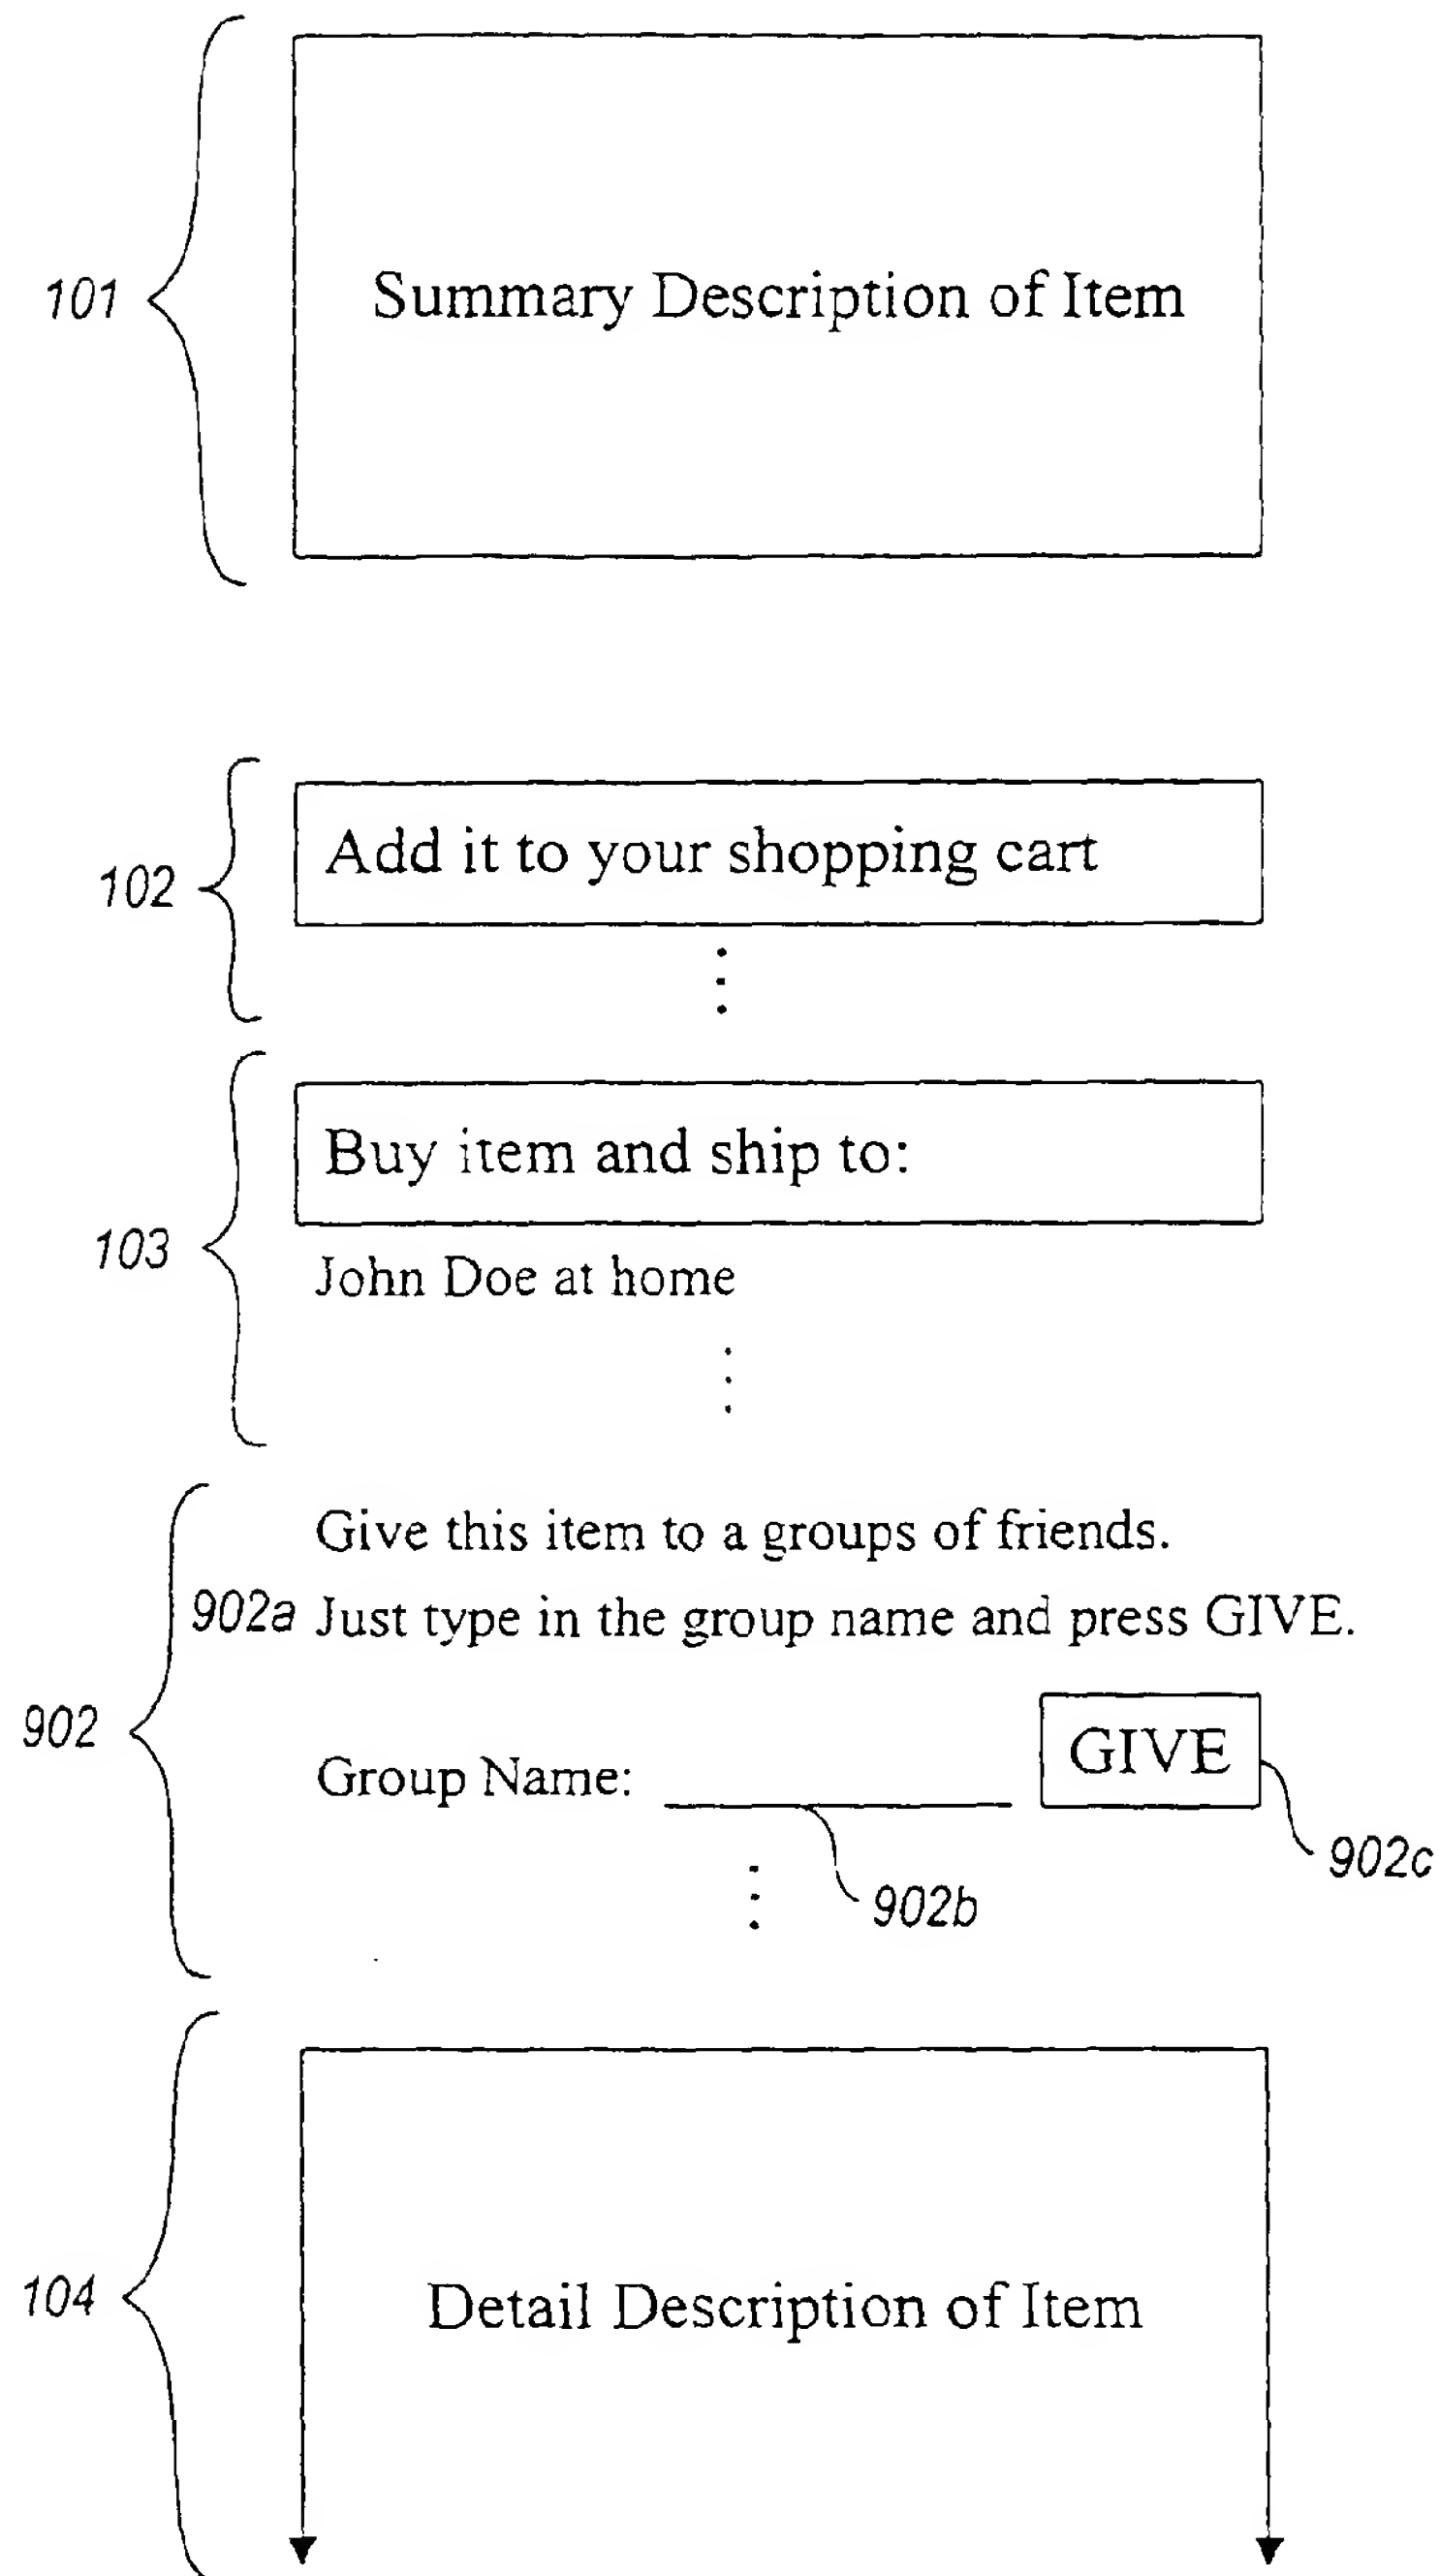 101 Summary Description of Item
102 Add it to your shopping cart
103 Buy item and ship to:
John Doe at home
Give this item to a groups of friends.
902a Just type in the group name and press GIVE.
902 Group Name: GIVE
902c
902b
104 Detail Description of Item